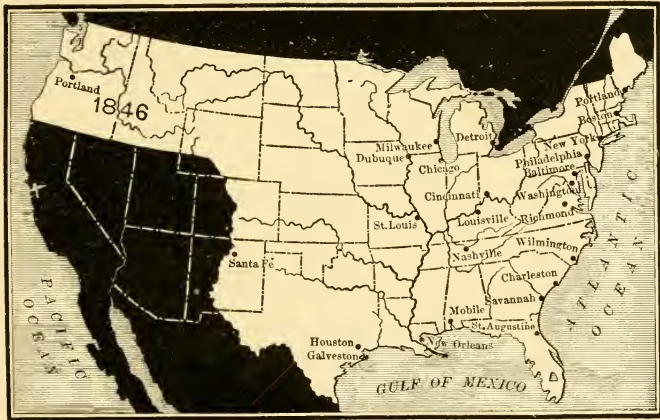 Portland
1846
Portland
Boston
Milwaukee
Detroit
New York
Dubuque
Philadelphia
Chicago
Baltimore
Cincinnati
Washington
St. Louis
Louisville
Richmond
Nashville
Wilmington
Santa Fé
Charleston
Savannah
Mobile
St. Augustine
Houston
New Orleans
Galveston
PACIFIC
OCEAN
ATLANTIC
OCEAN
GULF OF MEXICO